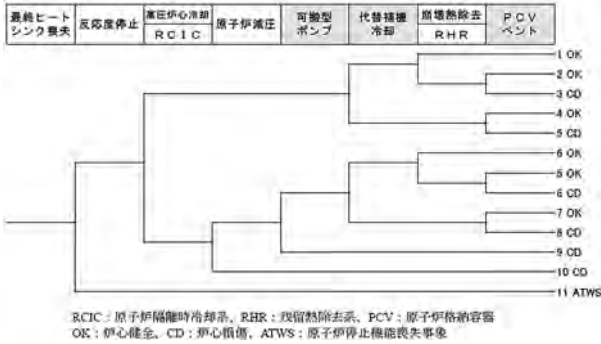 最終ヒートシンク喪失
反応度停止
高圧炉心冷却
RCIC
原子炉減圧
可搬型ポンプ
代替補機冷却
崩壊熱除去
RHR
PCVベント
1 OK
2 OK
3 CD
4 OK
5 CD
6 OK
5 OK
6 CD
7 OK
8 CD
9 CD
10 CD
11 ATWS
RCIC:原子炉隔離時冷却系、RHR:残留熱除去系、PCV:原子炉格納容器
OK:炉心健全、CD:炉心損傷、ATWS:原子炉停止機能喪失事象